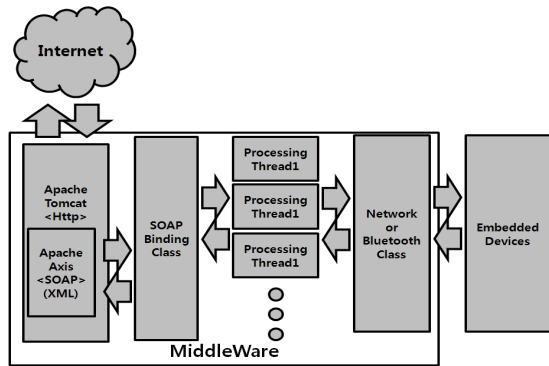 Internet
Apache
Tomcat
<Http>
Apache
Axis
<SOAP>
(XML)
SOAP
Binding
Class
Processing
Thread1
Processing
Thread1
Processing
Thread1
Network
or
Bluetooth
Class
Embedded
Devices
MiddleWare